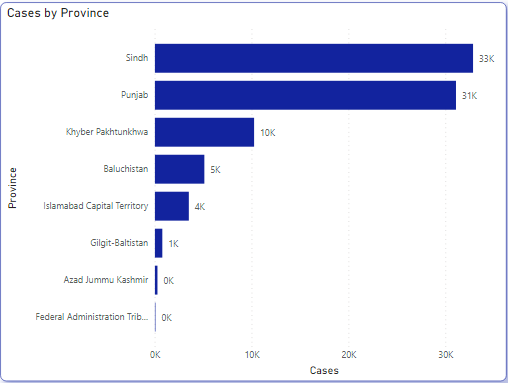 Cases by Province
Sindh 33K
Punjab 31K
Khyber Pakhtunkhwa 10K
Baluchistan 5K
Islamabad Capital Territory 4K
Gilgit-Baltistan 1K
Azad Jummu Kashmir 0K
Federal Administration Trib... 0K
Province
0K 10K 20K 30K
Cases